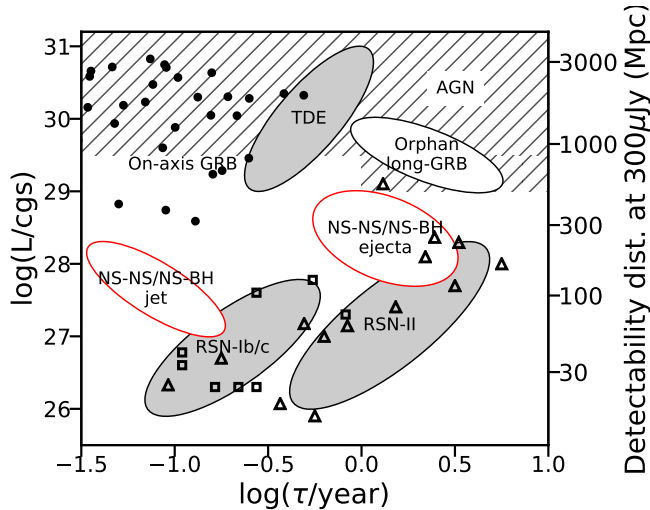 31
30
29
28
27
26
log(L/cgs)
−1.5
−1.0
−0.5
0.0
0.5
1.0
log(τ/year)
3000
1000
300
100
30
Detectability dist. at 300μJy (Mpc)
AGN
TDE
Orphan
long-GRB
On-axis GRB
NS-NS/NS-BH
ejecta
NS-NS/NS-BH
jet
RSN-II
RSN-Ib/c